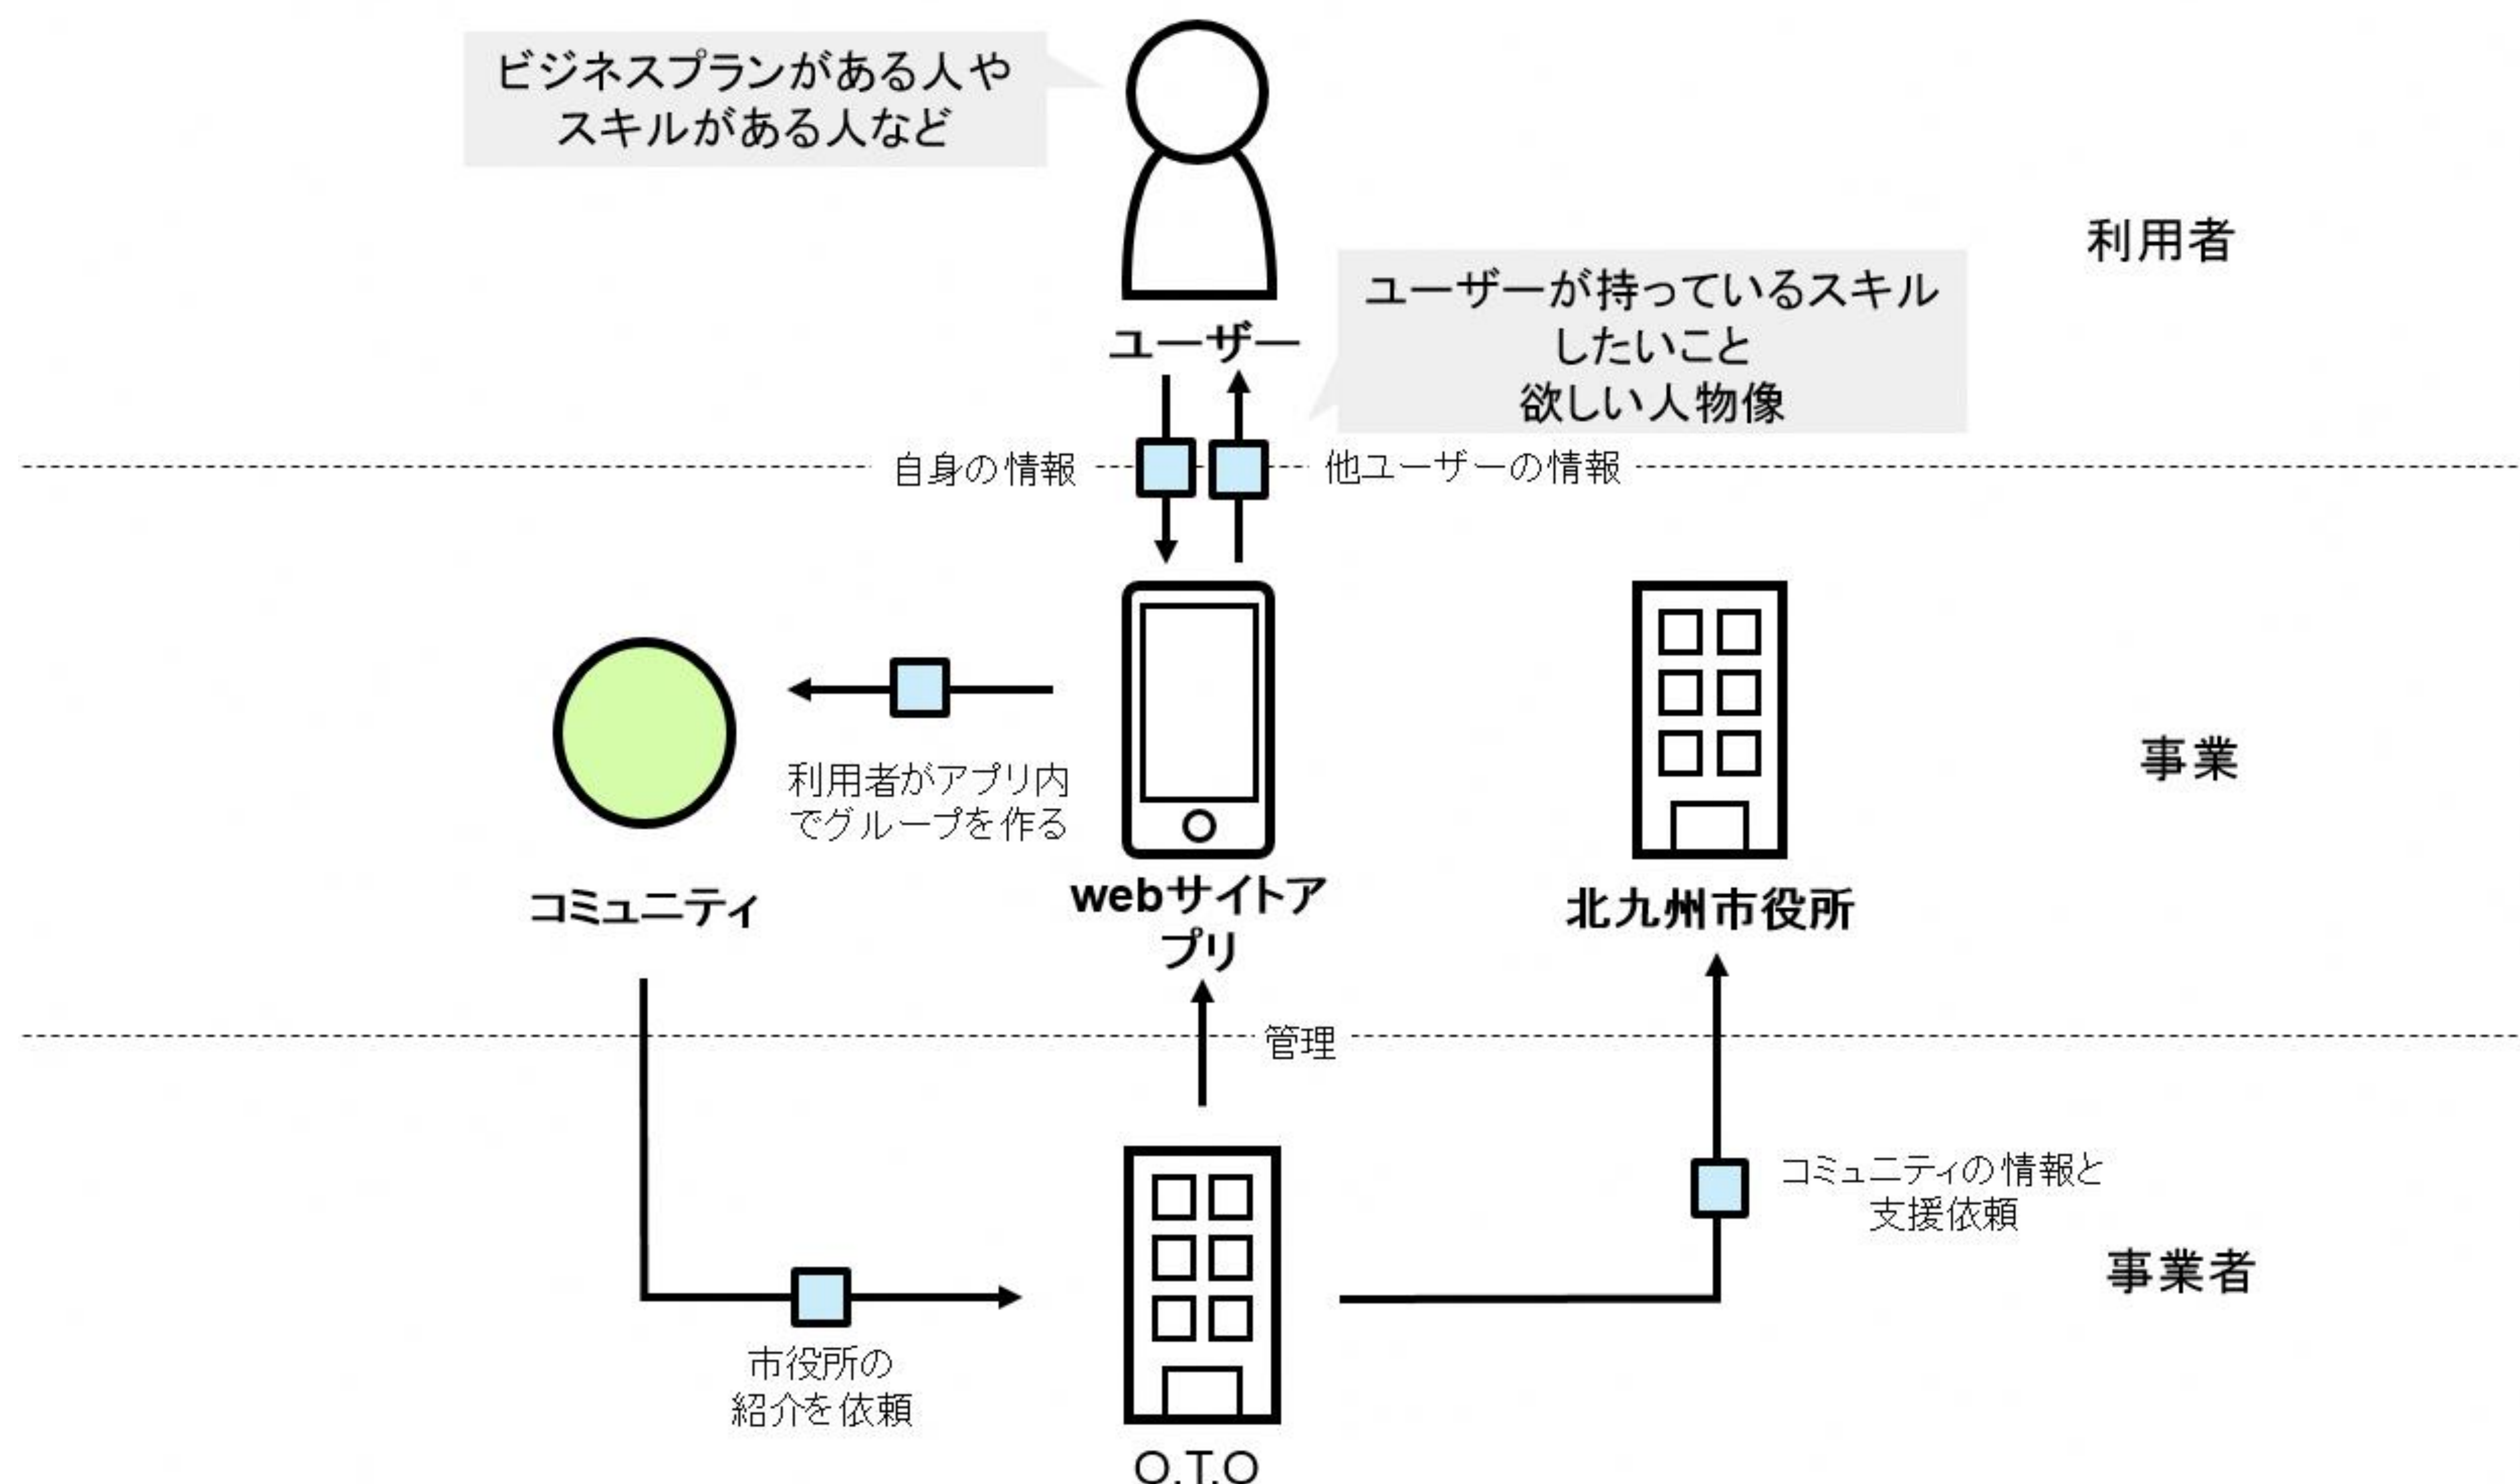 ビジネスプランがある人や
スキルがある人など
利用者
ユーザーが持っているスキル
したいこと
欲しい人物像
ユーザー
自身の情報
他ユーザーの情報
利用者がアプリ内
でグループを作る
事業
コミュニティ
webサイトア
プリ
北九州市役所
管理
コミュニティの情報と
支援依頼
事業者
市役所の
紹介を依頼
O.T.O